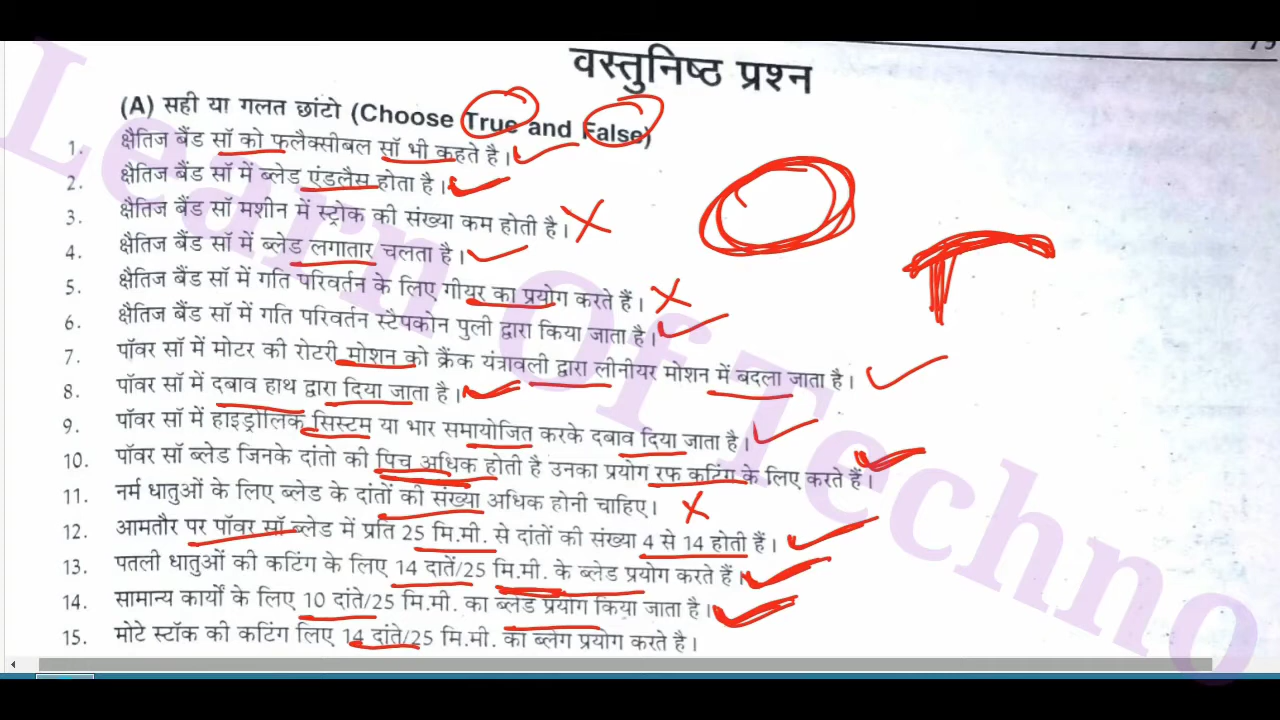 75
वस्तुनिष्ठ प्रश्न
(A) सही या गलत छांटो (Choose True and False)
1. क्षैतिज बैंड सॉ को फलैक्सीबल सॉ भी कहते है।
2. क्षैतिज बैंड सॉ में ब्लेड एंडलैस होता है।
3. क्षैतिज बैंड सॉ मशीन में स्ट्रोक की संख्या कम होती है।
4. क्षैतिज बैंड सॉ में ब्लेड लगातार चलता है।
5. क्षैतिज बैंड सॉ में गति परिवर्तन के लिए गीयर का प्रयोग करते हैं।
6. क्षैतिज बैंड सॉ में गति परिवर्तन स्टैपकोन पुली द्वारा किया जाता है।
7. पॉवर सॉ में मोटर की रोटरी मोशन को क्रैंक यंत्रावली द्वारा लीनीयर मोशन में बदला जाता है।
8. पॉवर सॉ में दबाव हाथ द्वारा दिया जाता है।
9. पॉवर सॉ में हाइड्रोलिक सिस्टम या भार समायोजित करके दबाव दिया जाता है।
10. पॉवर सॉ ब्लेड जिनके दांतो की पिच अधिक होती है उनका प्रयोग रफ कटिंग के लिए करते हैं।
11. नर्म धातुओं के लिए ब्लेड के दांतों की संख्या अधिक होनी चाहिए।
12. आमतौर पर पॉवर सॉ ब्लेड में प्रति 25 मि.मी. से दांतों की संख्या 4 से 14 होती हैं।
13. पतली धातुओं की कटिंग के लिए 14 दातें/25 मि.मी. के ब्लेड प्रयोग करते हैं।
14. सामान्य कार्यो के लिए 10 दांते/25 मि.मी. का ब्लेड प्रयोग किया जाता है।
15. मोटे स्टॉक की कटिंग लिए 14 दांते/25 मि.मी. का ब्लेग प्रयोग करते है।
Learn Of Techno